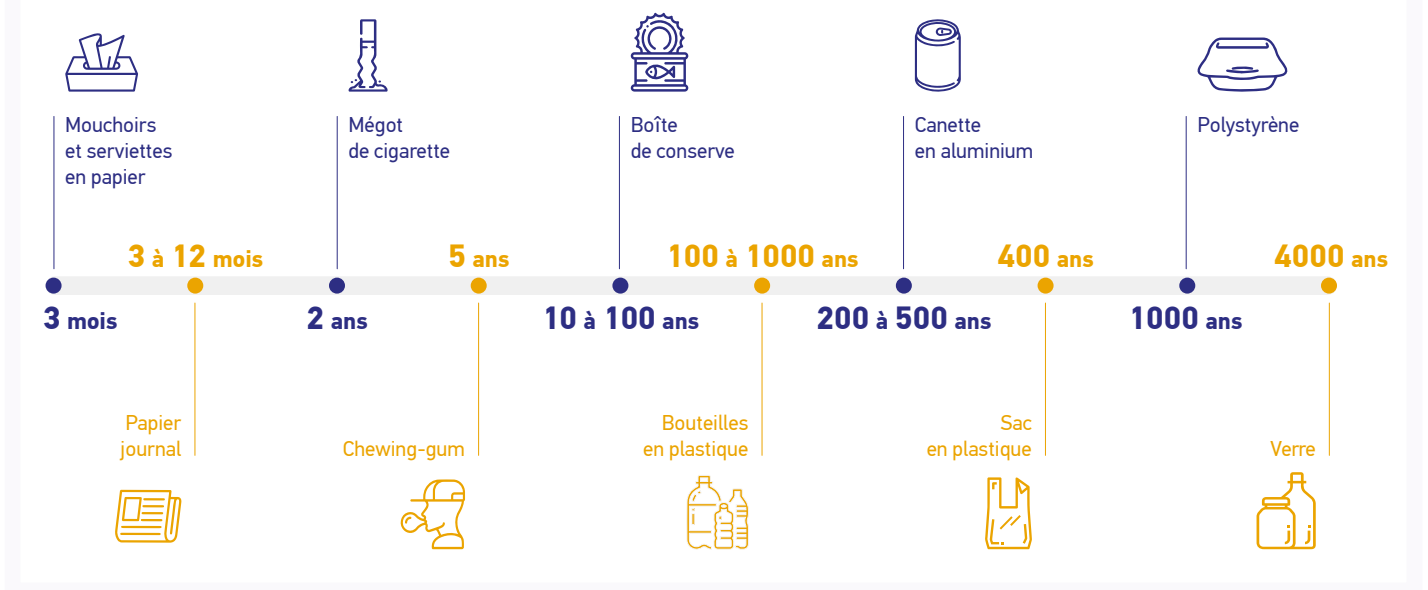 Mouchoirs
et serviettes
en papier
Mégot
de cigarette
Boîte
de conserve
Canette
en aluminium
Polystyrène
3 à 12 mois
5 ans
100 à 1000 ans
400 ans
4000 ans
3 mois
2 ans
10 à 100 ans
200 à 500 ans
1000 ans
Papier
journal
Chewing-gum
Bouteilles
en plastique
Sac
en plastique
Verre